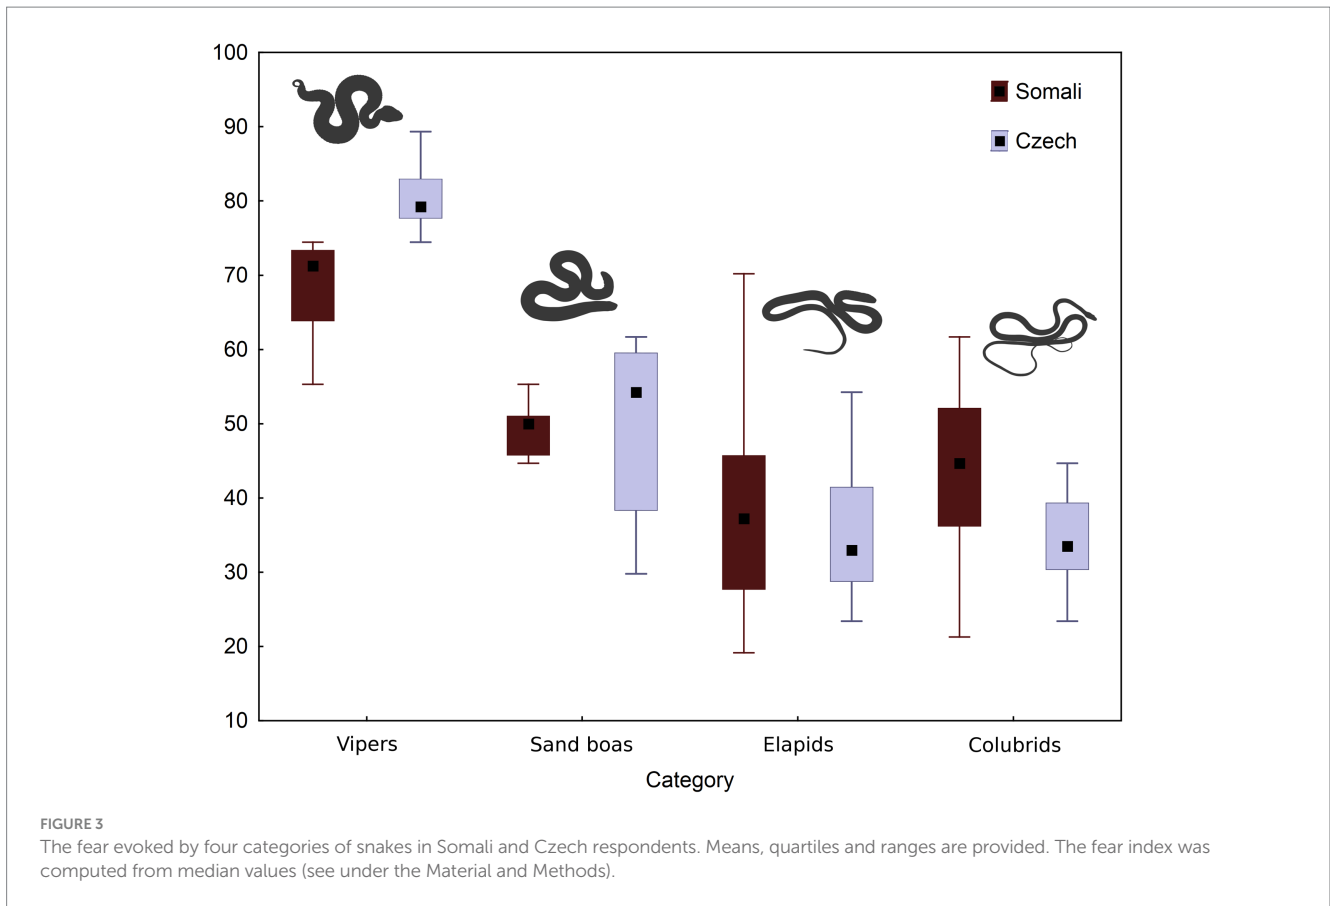 100
90
80
70
60
50
40
30
20
10
Somali
Czech
Vipers
Sand boas
Elapids
Colubrids
Category
FIGURE 3
The fear evoked by four categories of snakes in Somali and Czech respondents. Means, quartiles and ranges are provided. The fear index was
computed from median values (see under the Material and Methods).